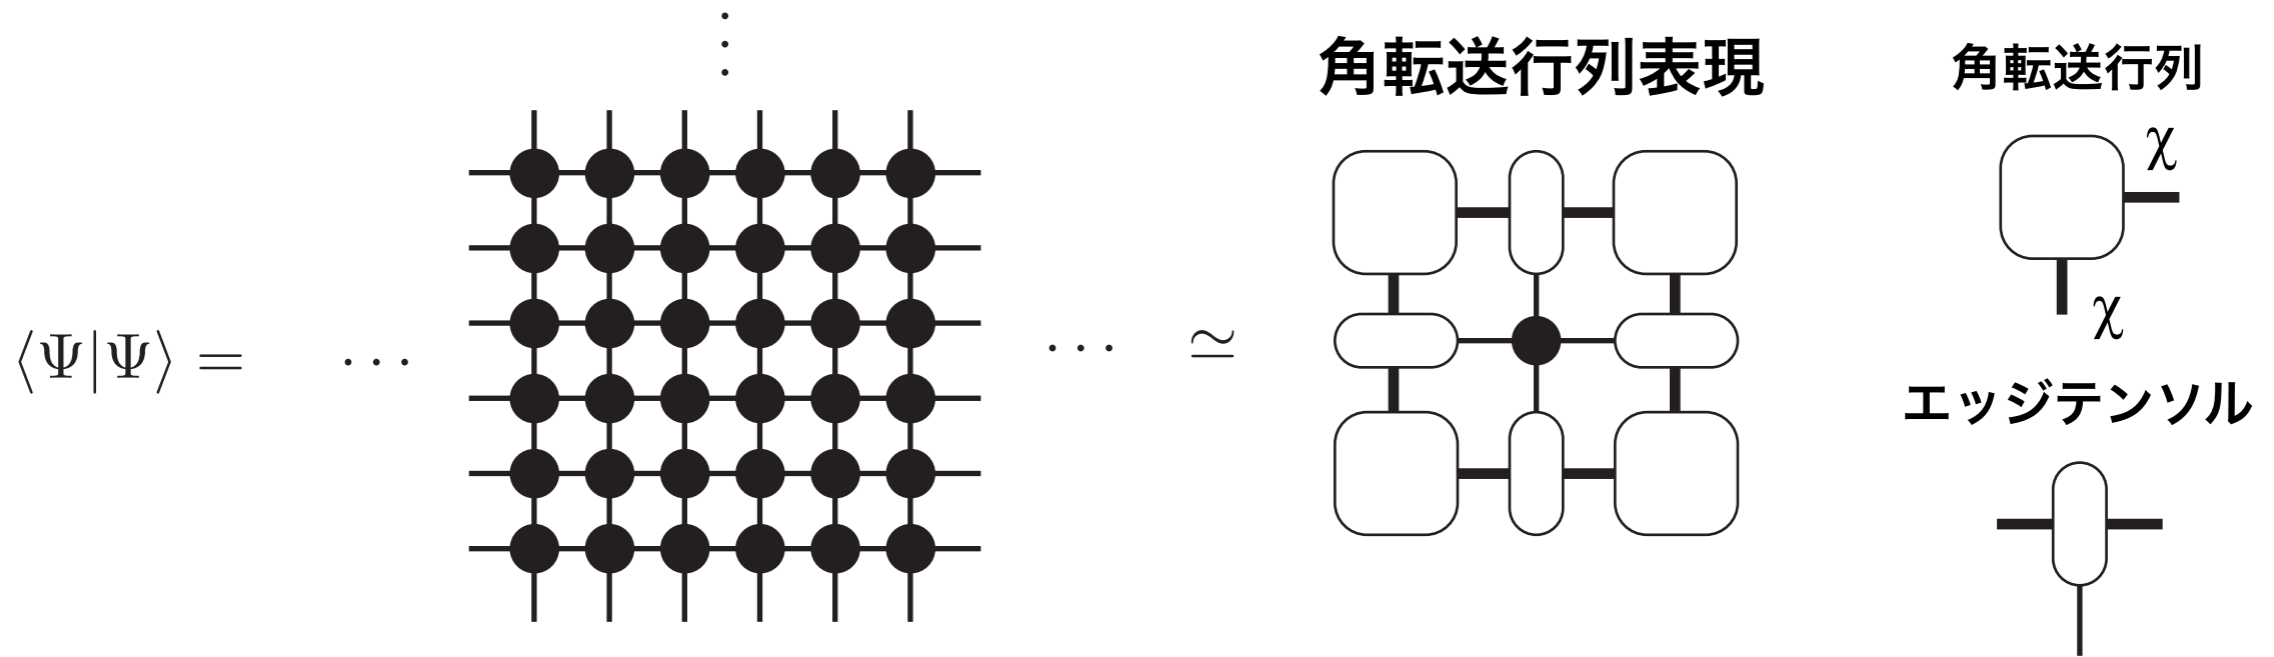 ⟨Ψ|Ψ⟩ =
⋮
⋯
⋯
≃
角転送行列表現
角転送行列
χ
χ
エッジテンソル